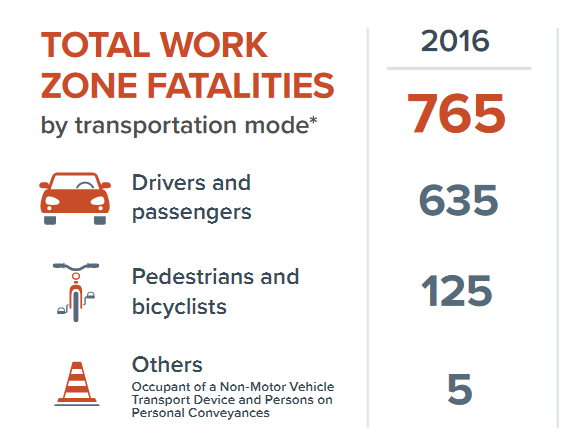 TOTAL WORK
ZONE FATALITIES
by transportation mode*
2016
765
Drivers and
passengers
635
Pedestrians and
bicyclists
125
Others
Occupant of a Non-Motor Vehicle
Transport Device and Persons on
Personal Conveyances
5